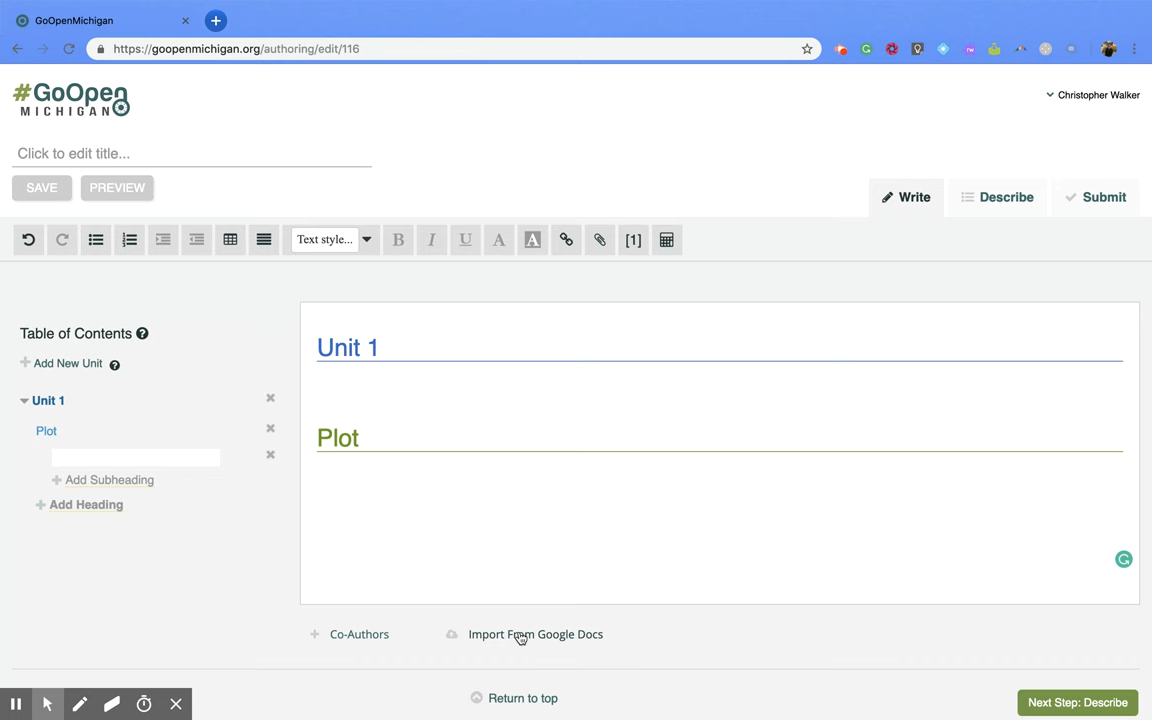 GoOpenMichigan
https://goopenmichigan.org/authoring/edit/116
#GoOpen
MICHIGAN
Christopher Walker
Click to edit title...
SAVE
PREVIEW
Write
Describe
Submit
Text style...
B
I
U
A
A
[1]
Table of Contents
Add New Unit
Unit 1
Plot
Add Subheading
Add Heading
Unit 1
Plot
Co-Authors
Import From Google Docs
Return to top
Next Step: Describe